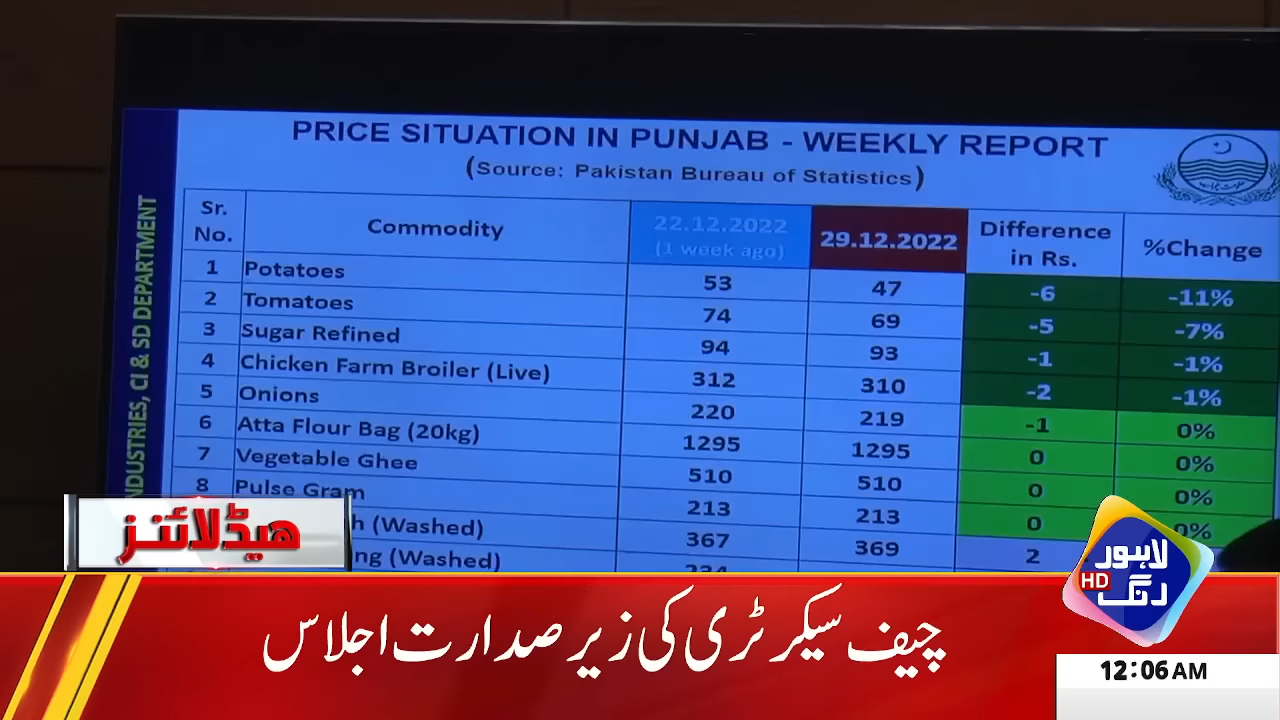 PRICE SITUATION IN PUNJAB - WEEKLY REPORT
(Source: Pakistan Bureau of Statistics)
INDUSTRIES, CI & SD DEPARTMENT
Sr. No. Commodity 22.12.2022 (1 week ago) 29.12.2022 Difference in Rs. %Change
1 Potatoes 53 47 -6 -11%
2 Tomatoes 74 69 -5 -7%
3 Sugar Refined 94 93 -1 -1%
4 Chicken Farm Broiler (Live) 312 310 -2 -1%
5 Onions 220 219 -1 0%
6 Atta Flour Bag (20kg) 1295 1295 0 0%
7 Vegetable Ghee 510 510 0 0%
8 Pulse Gram 213 213 0 0%
(Washed) 367 369 2
(Washed)
ہیڈلائنز
لاہور
رنگ
HD
چیف سیکرٹری کی زیر صدارت اجلاس
12:06 AM